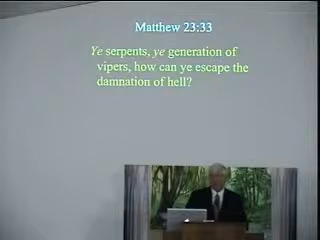 Matthew 23:33
Ye serpents, ye generation of
vipers, how can ye escape the
damnation of hell?